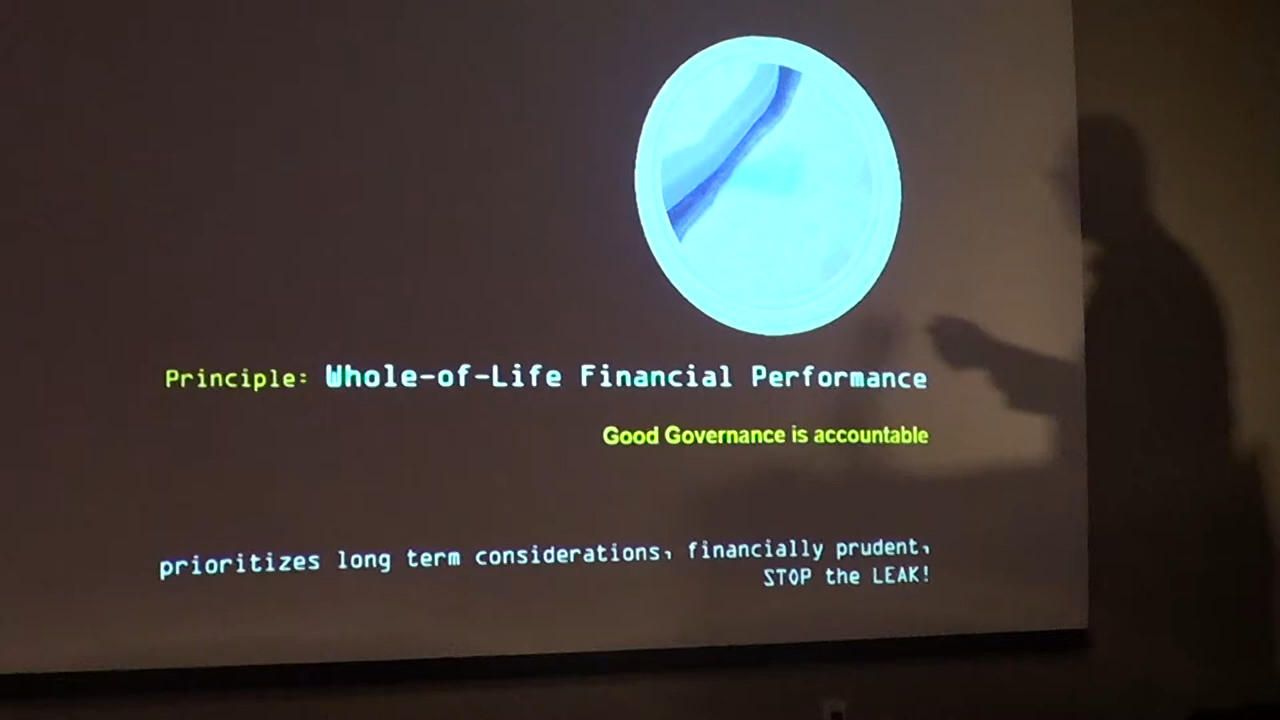 Principle: Whole-of-Life Financial Performance
Good Governance is accountable
prioritizes long term considerations, financially prudent,
STOP the LEAK!